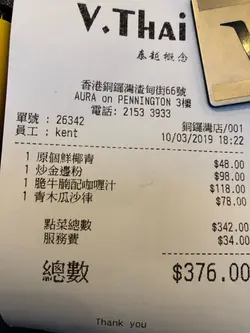 V.THAI
泰越概念
香港銅鑼灣渣甸街66號
AURA on PENNINGTON 3樓
電話: 2153 3933
單號 : 26342 銅鑼灣店/001
員工 : kent 10/03/2019 18:22
1 原個鮮椰青 $48.00
1 炒金邊粉 $98.00
1 脆牛腩配咖喱汁 $118.00
1 青木瓜沙律 $78.00
點菜總數 $342.00
服務費 $34.00
總數 $376.00
Thank you